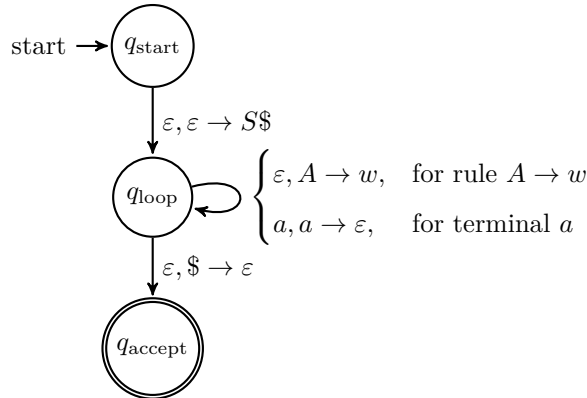 q_start
start
ε, ε → S$
q_loop
ε, A → w, for rule A → w
a, a → ε, for terminal a
ε, $ → ε
q_accept